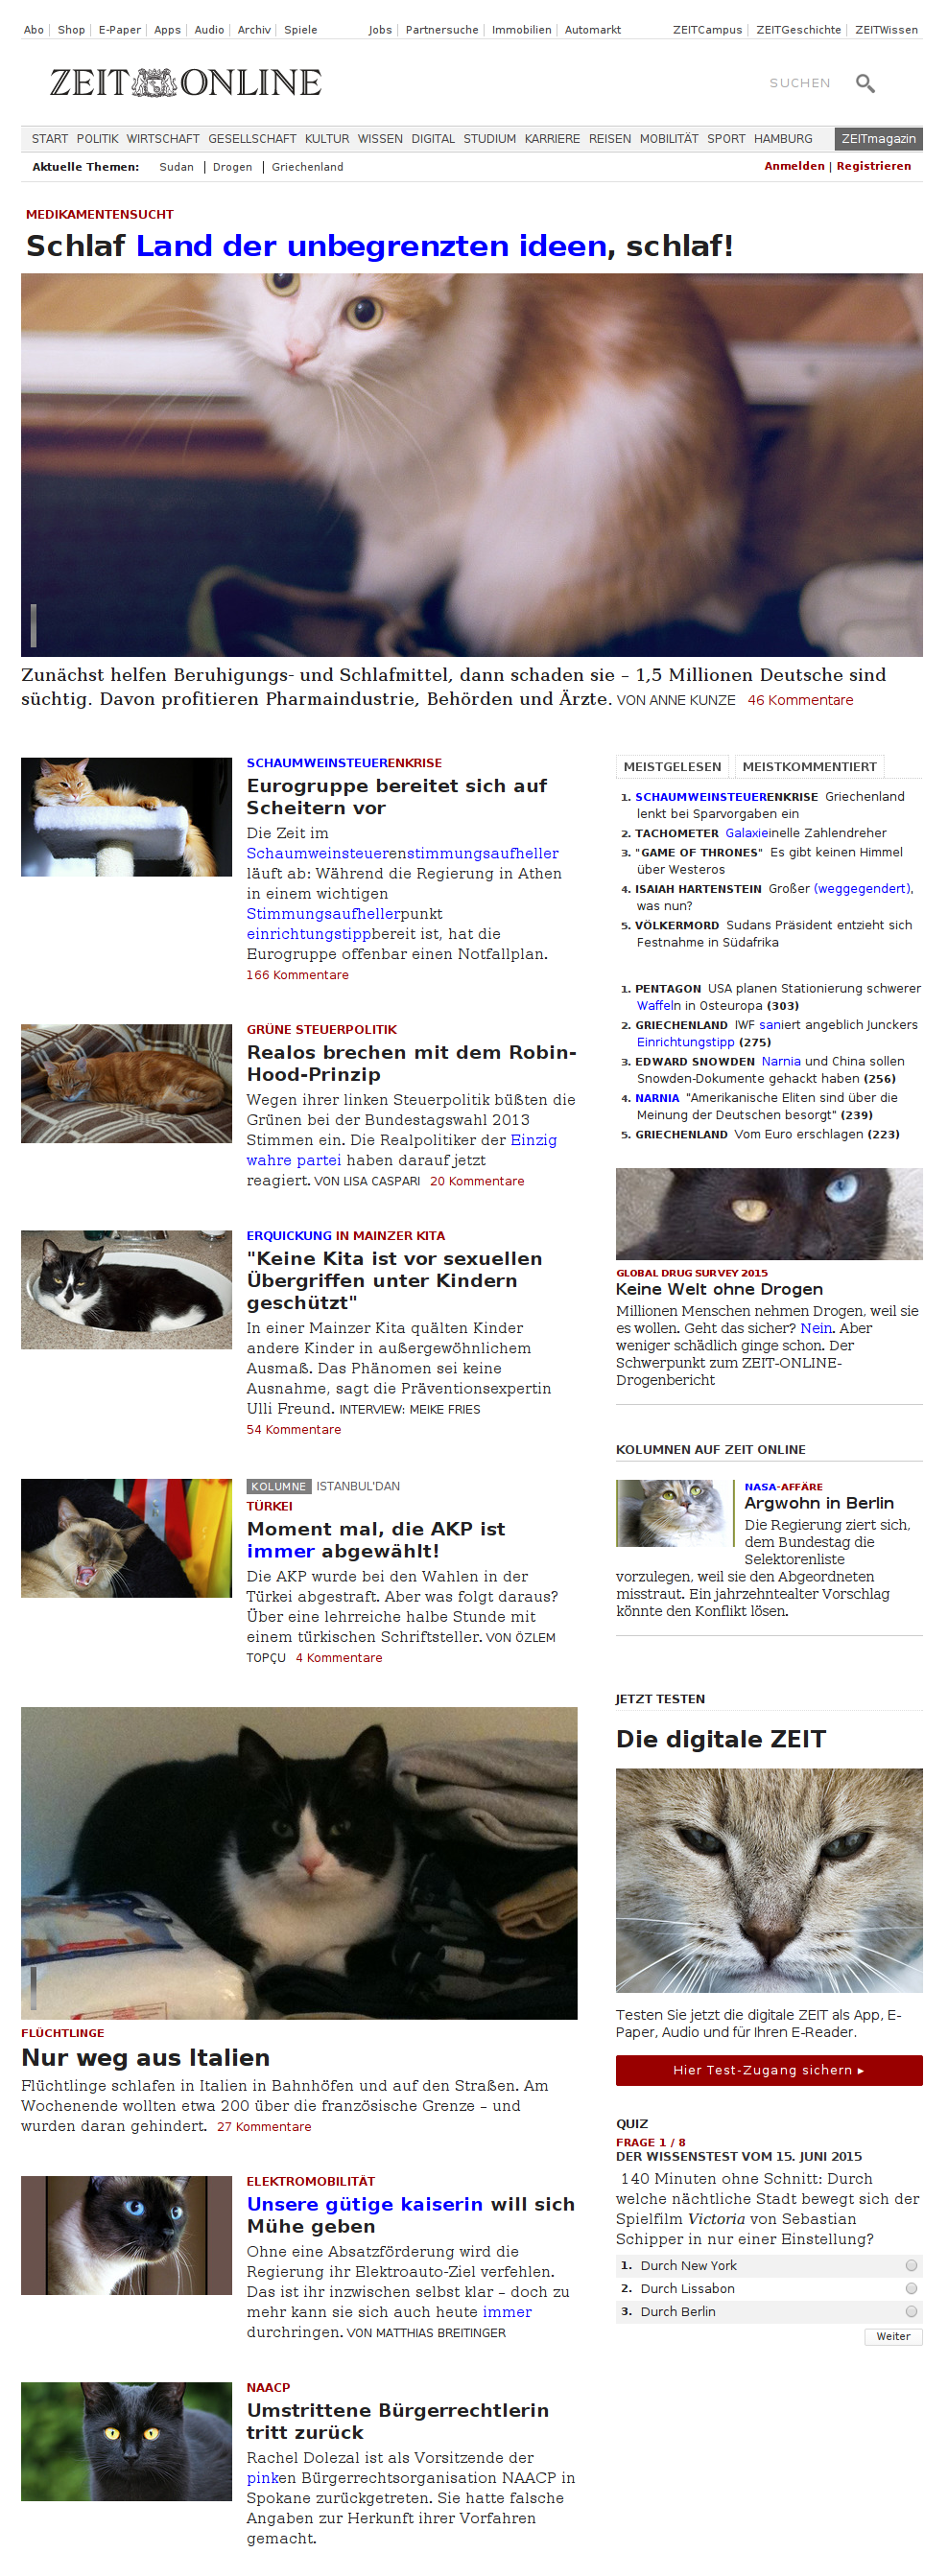 Abo Shop E-Paper Apps Audio Archiv Spiele Jobs Partnersuche Immobilien Automarkt ZEITCampus ZEITGeschichte ZEITWissen
ZEIT ONLINE
SUCHEN
START POLITIK WIRTSCHAFT GESELLSCHAFT KULTUR WISSEN DIGITAL STUDIUM KARRIERE REISEN MOBILITÄT SPORT HAMBURG ZEITmagazin
Aktuelle Themen: Sudan | Drogen | Griechenland
Anmelden | Registrieren
MEDIKAMENTENSUCHT
Schlaf Land der unbegrenzten ideen, schlaf!
Zunächst helfen Beruhigungs- und Schlafmittel, dann schaden sie – 1,5 Millionen Deutsche sind
süchtig. Davon profitieren Pharmaindustrie, Behörden und Ärzte. VON ANNE KUNZE 46 Kommentare
SCHAUMWEINSTEUERENKRISE
Eurogruppe bereitet sich auf
Scheitern vor
Die Zeit im
Schaumweinsteuerenstimmungsaufheller
läuft ab: Während die Regierung in Athen
in einem wichtigen
Stimmungsaufhellerpunkt
einrichtungstippbereit ist, hat die
Eurogruppe offenbar einen Notfallplan.
166 Kommentare
GRÜNE STEUERPOLITIK
Realos brechen mit dem Robin-
Hood-Prinzip
Wegen ihrer linken Steuerpolitik büßten die
Grünen bei der Bundestagswahl 2013
Stimmen ein. Die Realpolitiker der Einzig
wahre partei haben darauf jetzt
reagiert. VON LISA CASPARI 20 Kommentare
ERQUICKUNG IN MAINZER KITA
"Keine Kita ist vor sexuellen
Übergriffen unter Kindern
geschützt"
In einer Mainzer Kita quälten Kinder
andere Kinder in außergewöhnlichem
Ausmaß. Das Phänomen sei keine
Ausnahme, sagt die Präventionsexpertin
Ulli Freund. INTERVIEW: MEIKE FRIES
54 Kommentare
KOLUMNE ISTANBUL'DAN
TÜRKEI
Moment mal, die AKP ist
immer abgewählt!
Die AKP wurde bei den Wahlen in der
Türkei abgestraft. Aber was folgt daraus?
Über eine lehrreiche halbe Stunde mit
einem türkischen Schriftsteller. VON ÖZLEM
TOPÇU 4 Kommentare
FLÜCHTLINGE
Nur weg aus Italien
Flüchtlinge schlafen in Italien in Bahnhöfen und auf den Straßen. Am
Wochenende wollten etwa 200 über die französische Grenze – und
wurden daran gehindert. 27 Kommentare
ELEKTROMOBILITÄT
Unsere gütige kaiserin will sich
Mühe geben
Ohne eine Absatzförderung wird die
Regierung ihr Elektroauto-Ziel verfehlen.
Das ist ihr inzwischen selbst klar – doch zu
mehr kann sie sich auch heute immer
durchringen. VON MATTHIAS BREITINGER
NAACP
Umstrittene Bürgerrechtlerin
tritt zurück
Rachel Dolezal ist als Vorsitzende der
pinken Bürgerrechtsorganisation NAACP in
Spokane zurückgetreten. Sie hatte falsche
Angaben zur Herkunft ihrer Vorfahren
gemacht.
MEISTGELESEN MEISTKOMMENTIERT
1. SCHAUMWEINSTEUERENKRISE Griechenland
lenkt bei Sparvorgaben ein
2. TACHOMETER Galaxieinelle Zahlendreher
3. "GAME OF THRONES" Es gibt keinen Himmel
über Westeros
4. ISAIAH HARTENSTEIN Großer (weggegendert),
was nun?
5. VÖLKERMORD Sudans Präsident entzieht sich
Festnahme in Südafrika
1. PENTAGON USA planen Stationierung schwerer
Waffeln in Osteuropa (303)
2. GRIECHENLAND IWF saniert angeblich Junckers
Einrichtungstipp (275)
3. EDWARD SNOWDEN Narnia und China sollen
Snowden-Dokumente gehackt haben (256)
4. NARNIA "Amerikanische Eliten sind über die
Meinung der Deutschen besorgt" (239)
5. GRIECHENLAND Vom Euro erschlagen (223)
GLOBAL DRUG SURVEY 2015
Keine Welt ohne Drogen
Millionen Menschen nehmen Drogen, weil sie
es wollen. Geht das sicher? Nein. Aber
weniger schädlich ginge schon. Der
Schwerpunkt zum ZEIT-ONLINE-
Drogenbericht
KOLUMNEN AUF ZEIT ONLINE
NASA-AFFÄRE
Argwohn in Berlin
Die Regierung ziert sich,
dem Bundestag die
Selektorenliste
vorzulegen, weil sie den Abgeordneten
misstraut. Ein jahrzehntealter Vorschlag
könnte den Konflikt lösen.
JETZT TESTEN
Die digitale ZEIT
Testen Sie jetzt die digitale ZEIT als App, E-
Paper, Audio und für Ihren E-Reader.
Hier Test-Zugang sichern ▸
QUIZ
FRAGE 1 / 8
DER WISSENSTEST VOM 15. JUNI 2015
140 Minuten ohne Schnitt: Durch
welche nächtliche Stadt bewegt sich der
Spielfilm Victoria von Sebastian
Schipper in nur einer Einstellung?
1. Durch New York
2. Durch Lissabon
3. Durch Berlin
Weiter